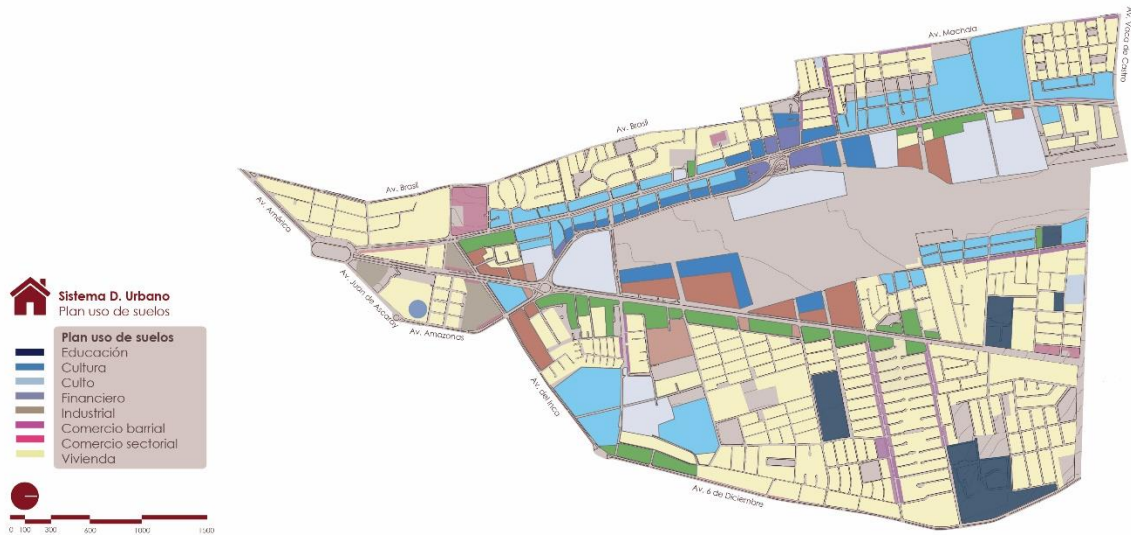 Av. Vaca de Castro
Av. Machala
Av. Brasil
Av. Brasil
Av. América
Av. Juan de Ascaray
Av. Amazonas
Av. del Inca
Av. 6 de Diciembre
Sistema D. Urbano
Plan uso de suelos
Plan uso de suelos
Educación
Cultura
Culto
Financiero
Industrial
Comercio barrial
Comercio sectorial
Vivienda
0 100 300 600 1000 1500